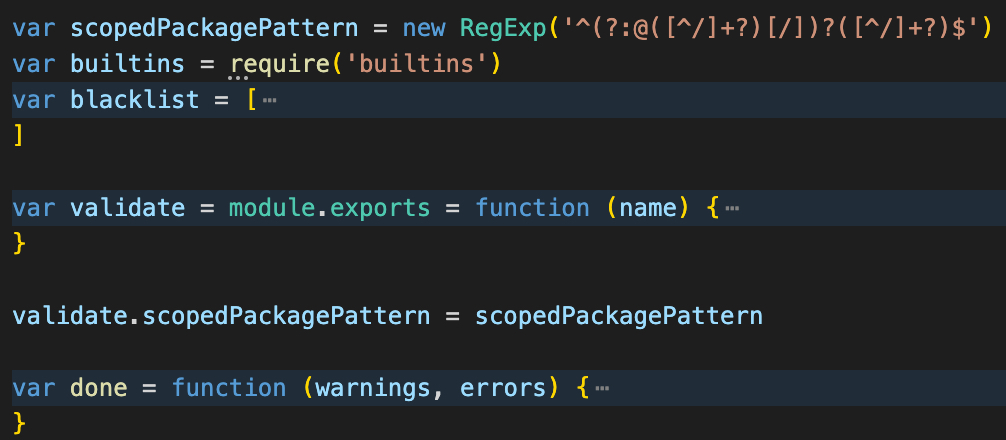 var scopedPackagePattern = new RegExp('^(?:@([^/]+?)[/])?([^/]+?)$')
var builtins = require('builtins')
var blacklist = [⋯
]
var validate = module.exports = function (name) {⋯
}
validate.scopedPackagePattern = scopedPackagePattern
var done = function (warnings, errors) {⋯
}